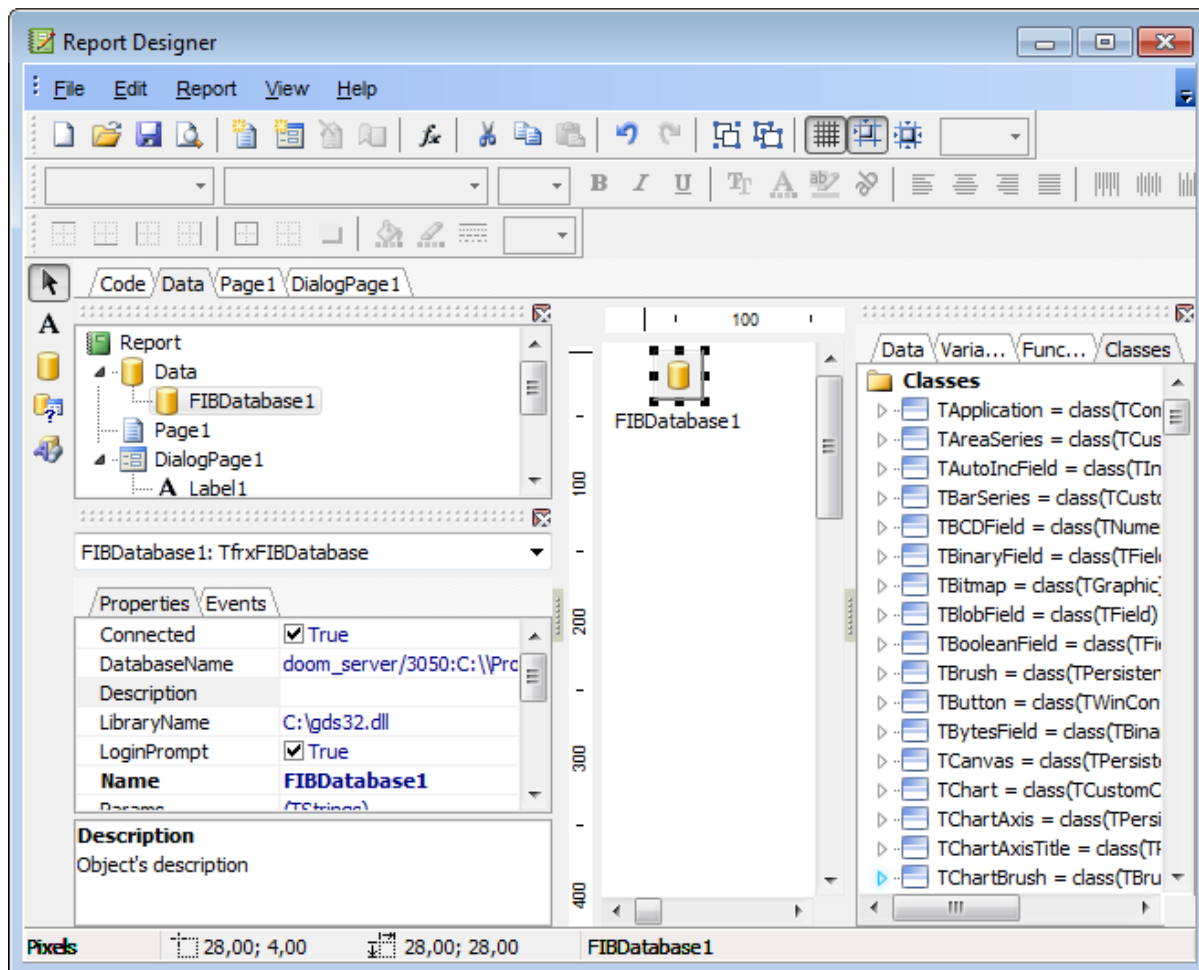 Report Designer
File Edit Report View Help
B I U
Code Data Page1 DialogPage1
A
Report
Data
FIBDatabase1
Page1
DialogPage1
A Label1
FIBDatabase1: TfrxFIBDatabase
Properties Events
Connected True
DatabaseName doom_server/3050:C:\\Pro
Description
LibraryName C:\gds32.dll
LoginPrompt True
Name FIBDatabase1
Params (TStrings)
Description
Object's description
100
FIBDatabase1
100
200
300
400
Data Varia... Func... Classes
Classes
TApplication = class(TCon
TAreaSeries = class(TCus
TAutoIncField = class(TIn
TBarSeries = class(TCusto
TBCDField = class(TNume
TBinaryField = class(TFiel
TBitmap = class(TGraphic)
TBlobField = class(TField)
TBooleanField = class(TFi
TBrush = class(TPersisten
TButton = class(TWinCon
TBytesField = class(TBina
TCanvas = class(TPersist
TChart = class(TCustomC
TChartAxis = class(TPersi
TChartAxisTitle = class(TP
TChartBrush = class(TBru
Pixels 28,00; 4,00 28,00; 28,00 FIBDatabase1